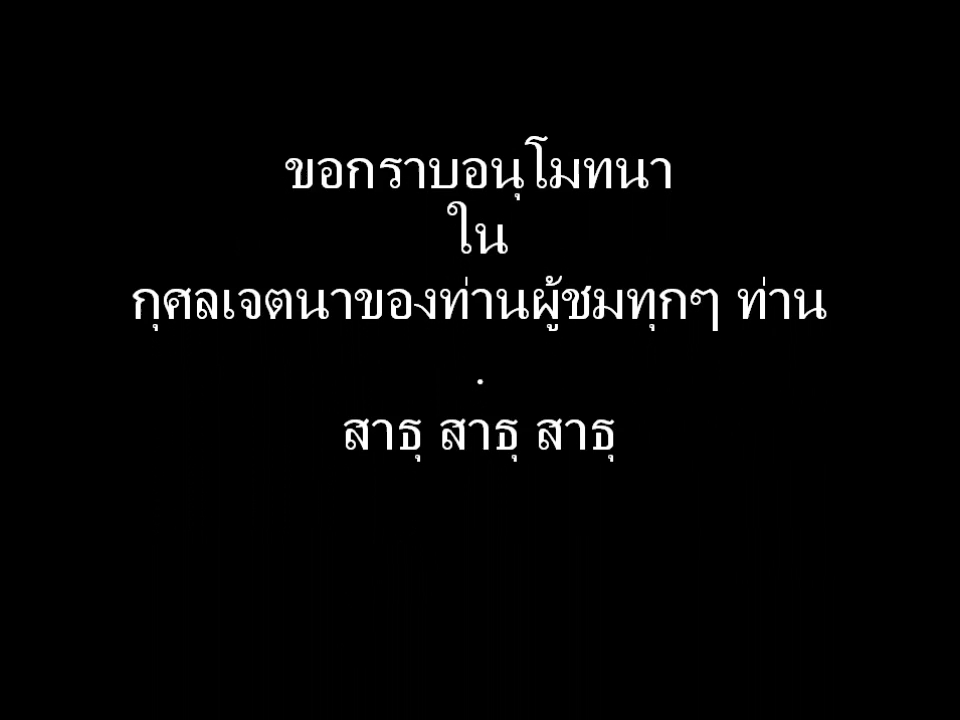 ขอกราบอนุโมทนา
ใน
กุศลเจตนาของท่านผู้ชมทุกๆ ท่าน
.
สาธุ สาธุ สาธุ